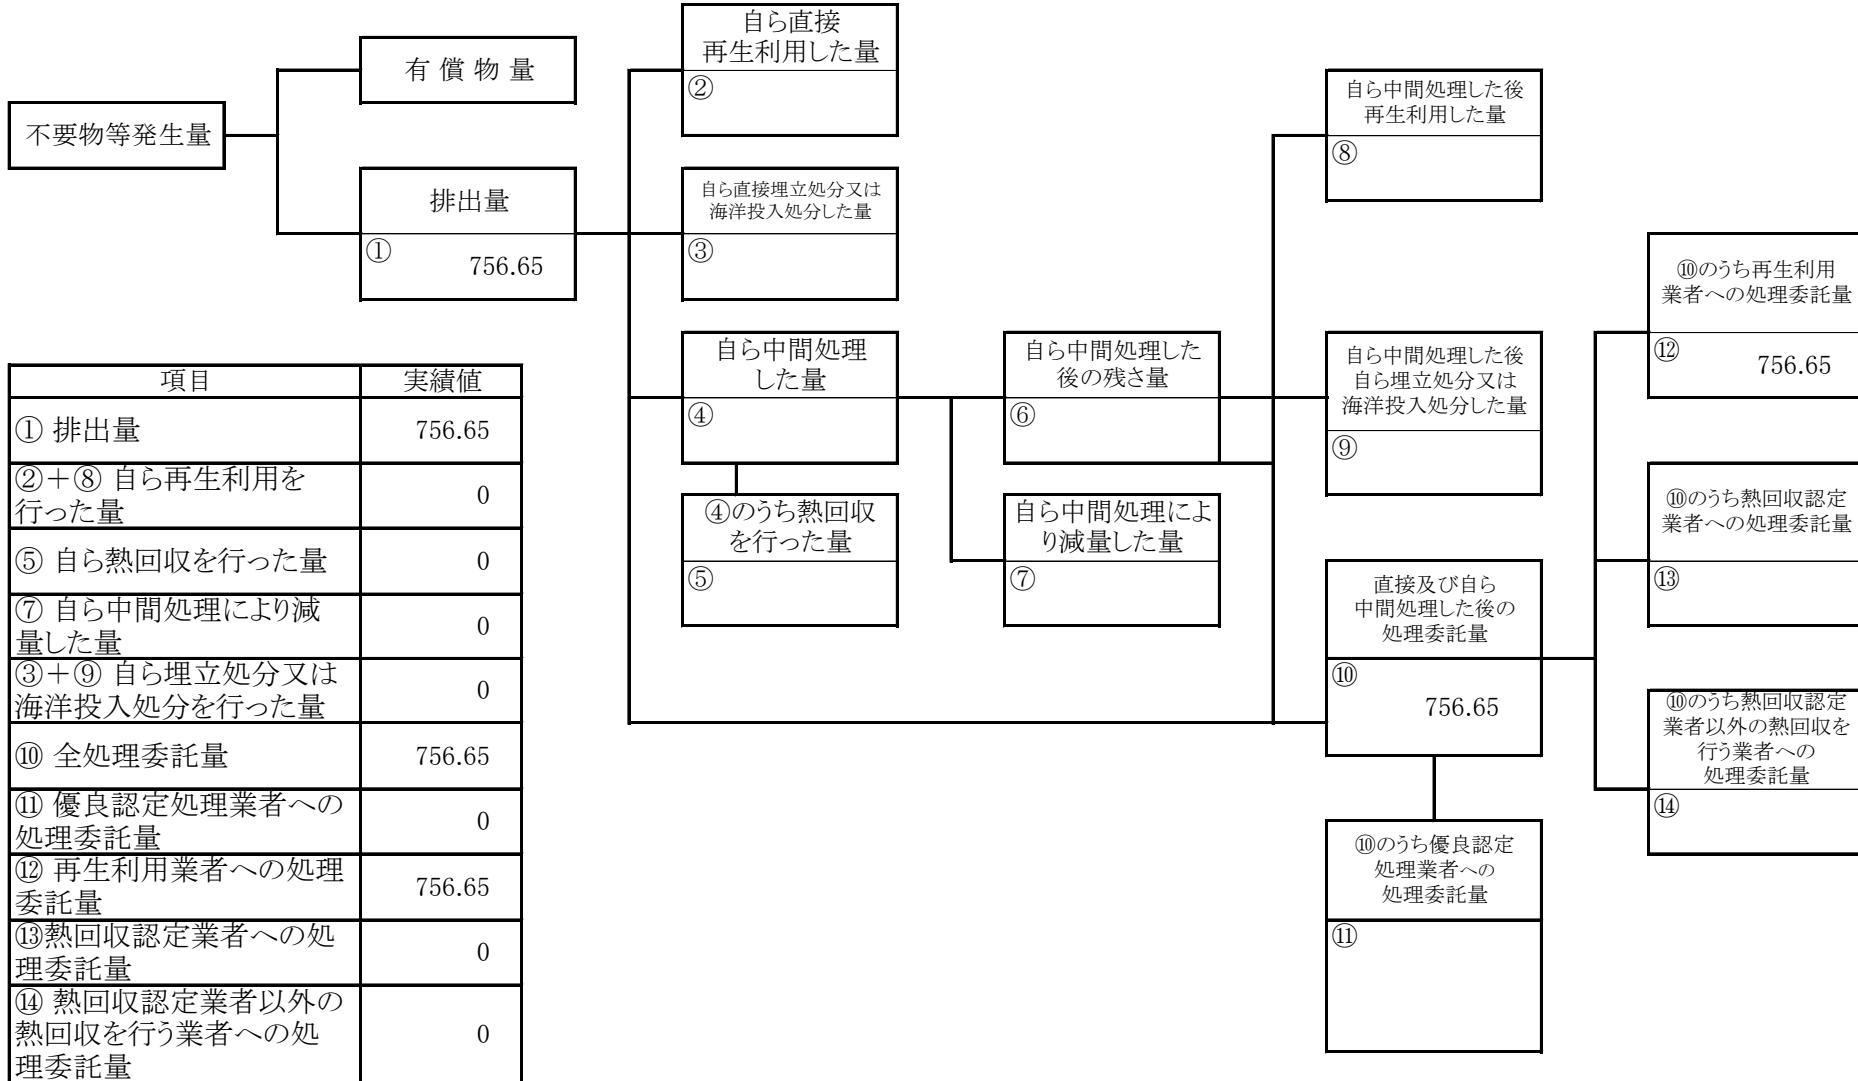 不要物等発生量
有 償 物 量
排出量
①
756.65
自ら直接
再生利用した量
②
自ら直接埋立処分又は
海洋投入処分した量
③
自ら中間処理
した量
④
④のうち熱回収
を行った量
⑤
自ら中間処理した
後の残さ量
⑥
自ら中間処理によ
り減量した量
⑦
自ら中間処理した後
再生利用した量
⑧
自ら中間処理した後
自ら埋立処分又は
海洋投入処分した量
⑨
直接及び自ら
中間処理した後の
処理委託量
⑩
756.65
⑩のうち優良認定
処理業者への
処理委託量
⑪
⑩のうち再生利用
業者への処理委託量
⑫
756.65
⑩のうち熱回収認定
業者への処理委託量
⑬
⑩のうち熱回収認定
業者以外の熱回収を
行う業者への
処理委託量
⑭
項目 実績値
① 排出量 756.65
②＋⑧ 自ら再生利用を
行った量 0
⑤ 自ら熱回収を行った量 0
⑦ 自ら中間処理により減
量した量 0
③＋⑨ 自ら埋立処分又は
海洋投入処分を行った量 0
⑩ 全処理委託量 756.65
⑪ 優良認定処理業者への
処理委託量 0
⑫ 再生利用業者への処理
委託量 756.65
⑬熱回収認定業者への処
理委託量 0
⑭ 熱回収認定業者以外の
熱回収を行う業者への処
理委託量 0